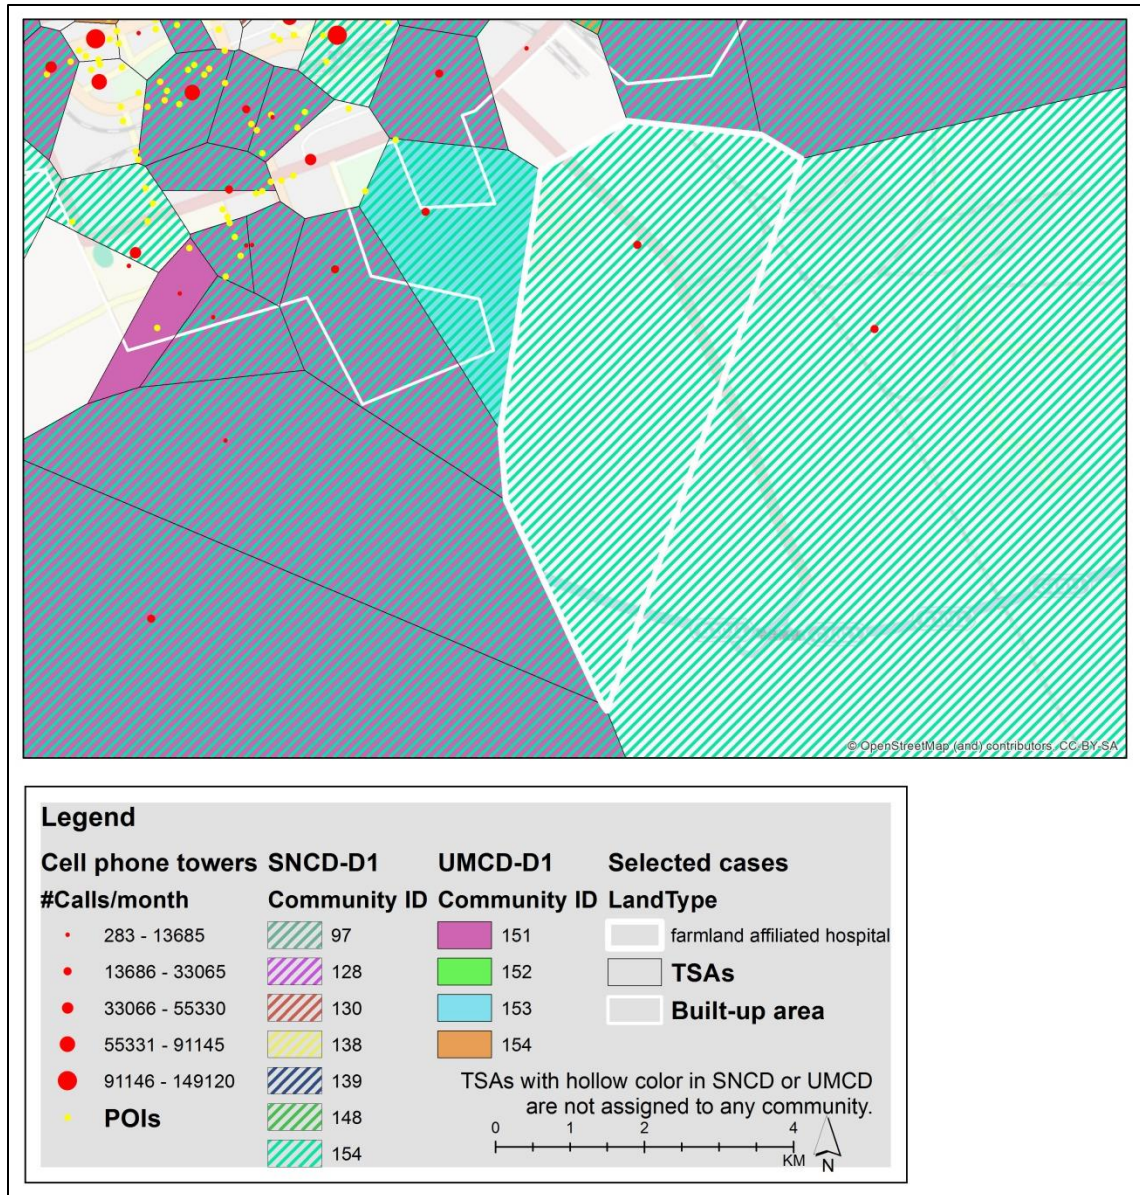 © OpenStreetMap (and) contributors, CC-BY-SA
Legend
Cell phone towers
#Calls/month
283 - 13685
13686 - 33065
33066 - 55330
55331 - 91145
91146 - 149120
POIs
SNCD-D1
Community ID
97
128
130
138
139
148
154
UMCD-D1
Community ID
151
152
153
154
Selected cases
LandType
farmland affiliated hospital
TSAs
Built-up area
TSAs with hollow color in SNCD or UMCD
are not assigned to any community.
0 1 2 4
KM
N